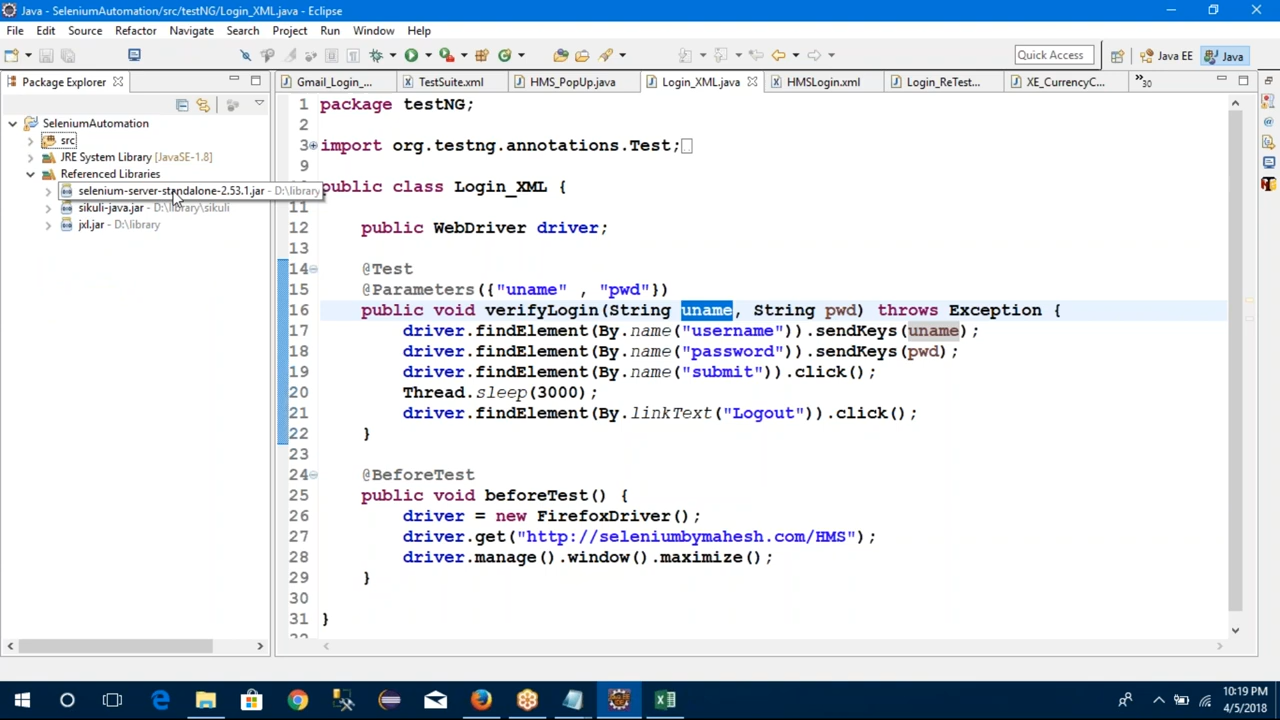 Java - SeleniumAutomation/src/testNG/Login_XML.java - Eclipse
File Edit Source Refactor Navigate Search Project Run Window Help
Quick Access Java EE Java
Package Explorer
Gmail_Login_... TestSuite.xml HMS_PopUp.java Login_XML.java HMSLogin.xml Login_ReTest... XE_CurrencyC... »30
SeleniumAutomation
src
JRE System Library [JavaSE-1.8]
Referenced Libraries
selenium-server-standalone-2.53.1.jar - D:\library
sikuli-java.jar - D:\library\sikuli
jxl.jar - D:\library
1 package testNG;
2
3 import org.testng.annotations.Test;
9
public class Login_XML {
11
12 public WebDriver driver;
13
14 @Test
15 @Parameters({"uname" , "pwd"})
16 public void verifyLogin(String uname, String pwd) throws Exception {
17 driver.findElement(By.name("username")).sendKeys(uname);
18 driver.findElement(By.name("password")).sendKeys(pwd);
19 driver.findElement(By.name("submit")).click();
20 Thread.sleep(3000);
21 driver.findElement(By.linkText("Logout")).click();
22 }
23
24 @BeforeTest
25 public void beforeTest() {
26 driver = new FirefoxDriver();
27 driver.get("http://seleniumbymahesh.com/HMS");
28 driver.manage().window().maximize();
29 }
30
31 }
10:19 PM
4/5/2018